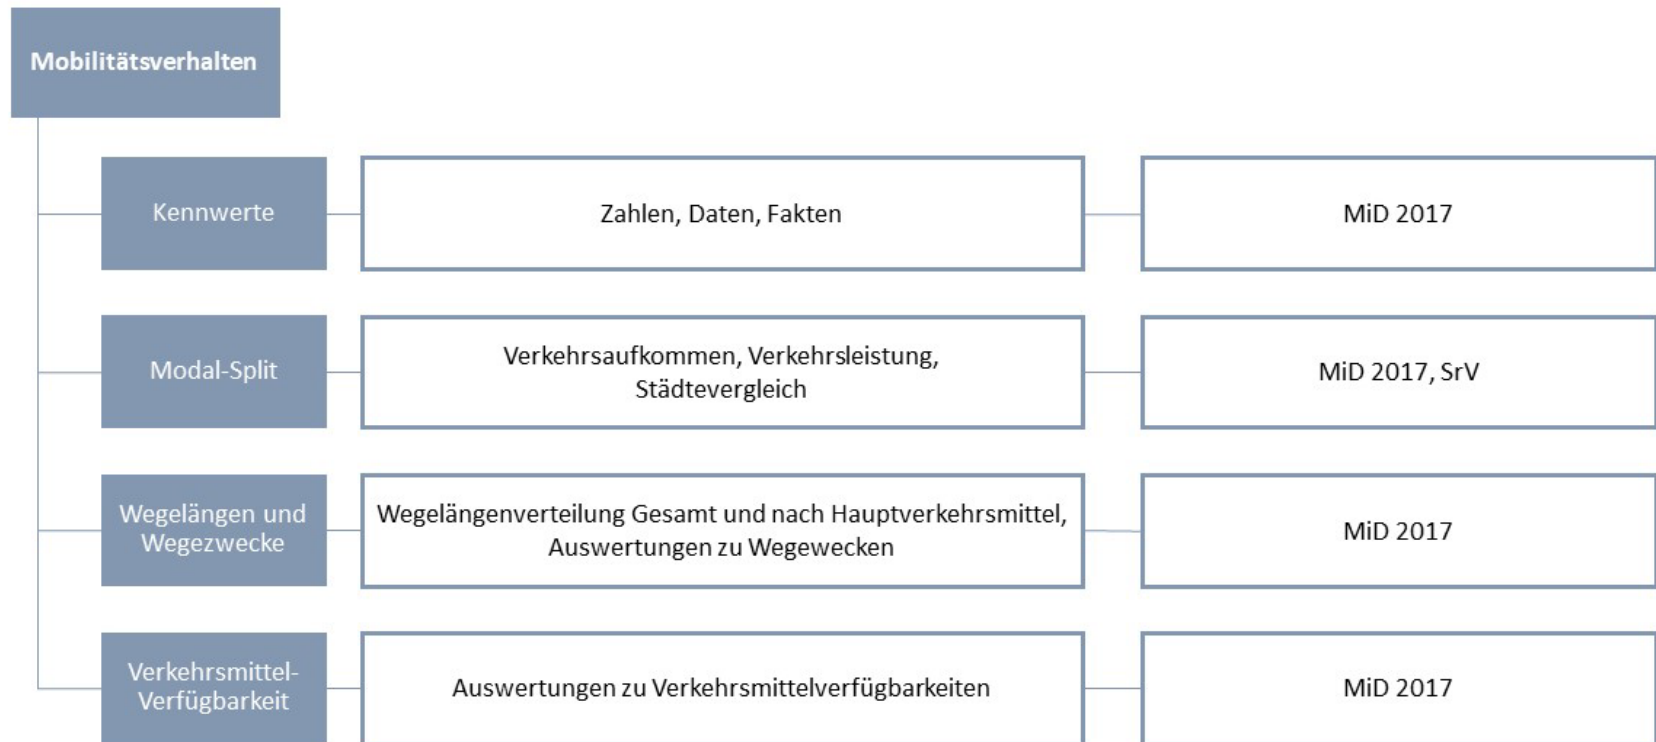 Mobilitätsverhalten
Kennwerte
Zahlen, Daten, Fakten
MiD 2017
Modal-Split
Verkehrsaufkommen, Verkehrsleistung,
Städtevergleich
MiD 2017, SrV
Wegelängen und
Wegezwecke
Wegelängenverteilung Gesamt und nach Hauptverkehrsmittel,
Auswertungen zu Wegewecken
MiD 2017
Verkehrsmittel-
Verfügbarkeit
Auswertungen zu Verkehrsmittelverfügbarkeiten
MiD 2017